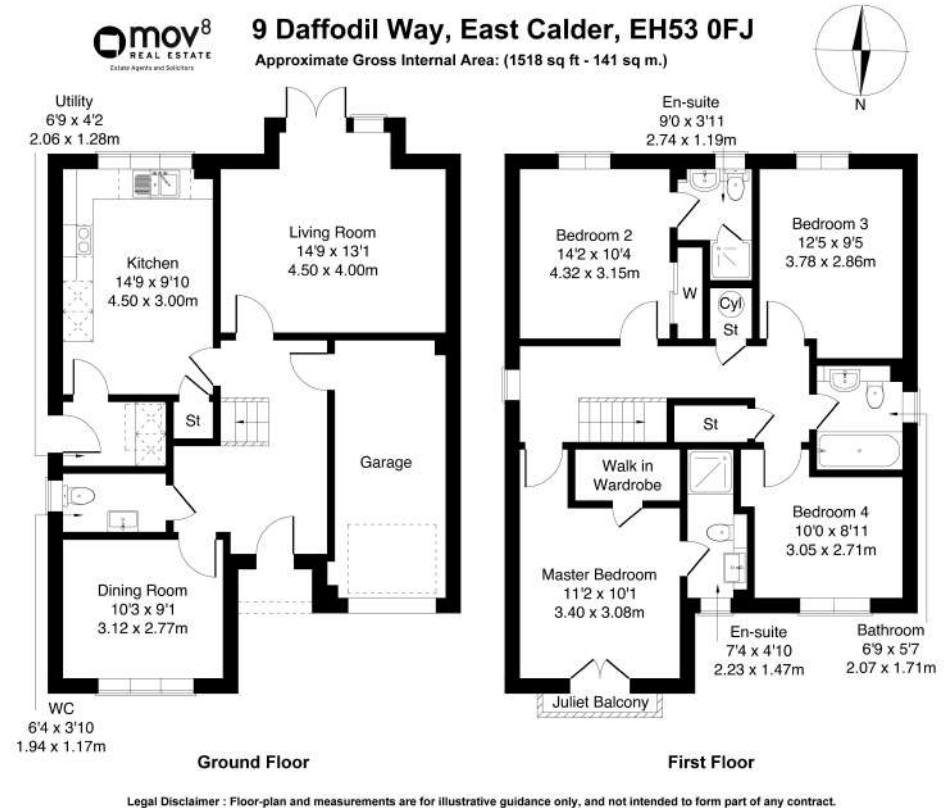 mov8
REAL ESTATE
Estate Agents and Solicitors
9 Daffodil Way, East Calder, EH53 0FJ
Approximate Gross Internal Area: (1518 sq ft - 141 sq m.)
N
Utility
6'9 x 4'2
2.06 x 1.28m
Kitchen
14'9 x 9'10
4.50 x 3.00m
Living Room
14'9 x 13'1
4.50 x 4.00m
St
Garage
Dining Room
10'3 x 9'1
3.12 x 2.77m
WC
6'4 x 3'10
1.94 x 1.17m
Ground Floor
En-suite
9'0 x 3'11
2.74 x 1.19m
Bedroom 2
14'2 x 10'4
4.32 x 3.15m
Bedroom 3
12'5 x 9'5
3.78 x 2.86m
W
Cyl
St
St
Walk in
Wardrobe
Bedroom 4
10'0 x 8'11
3.05 x 2.71m
Master Bedroom
11'2 x 10'1
3.40 x 3.08m
En-suite
7'4 x 4'10
2.23 x 1.47m
Bathroom
6'9 x 5'7
2.07 x 1.71m
Juliet Balcony
First Floor
Legal Disclaimer : Floor-plan and measurements are for illustrative guidance only, and not intended to form part of any contract.